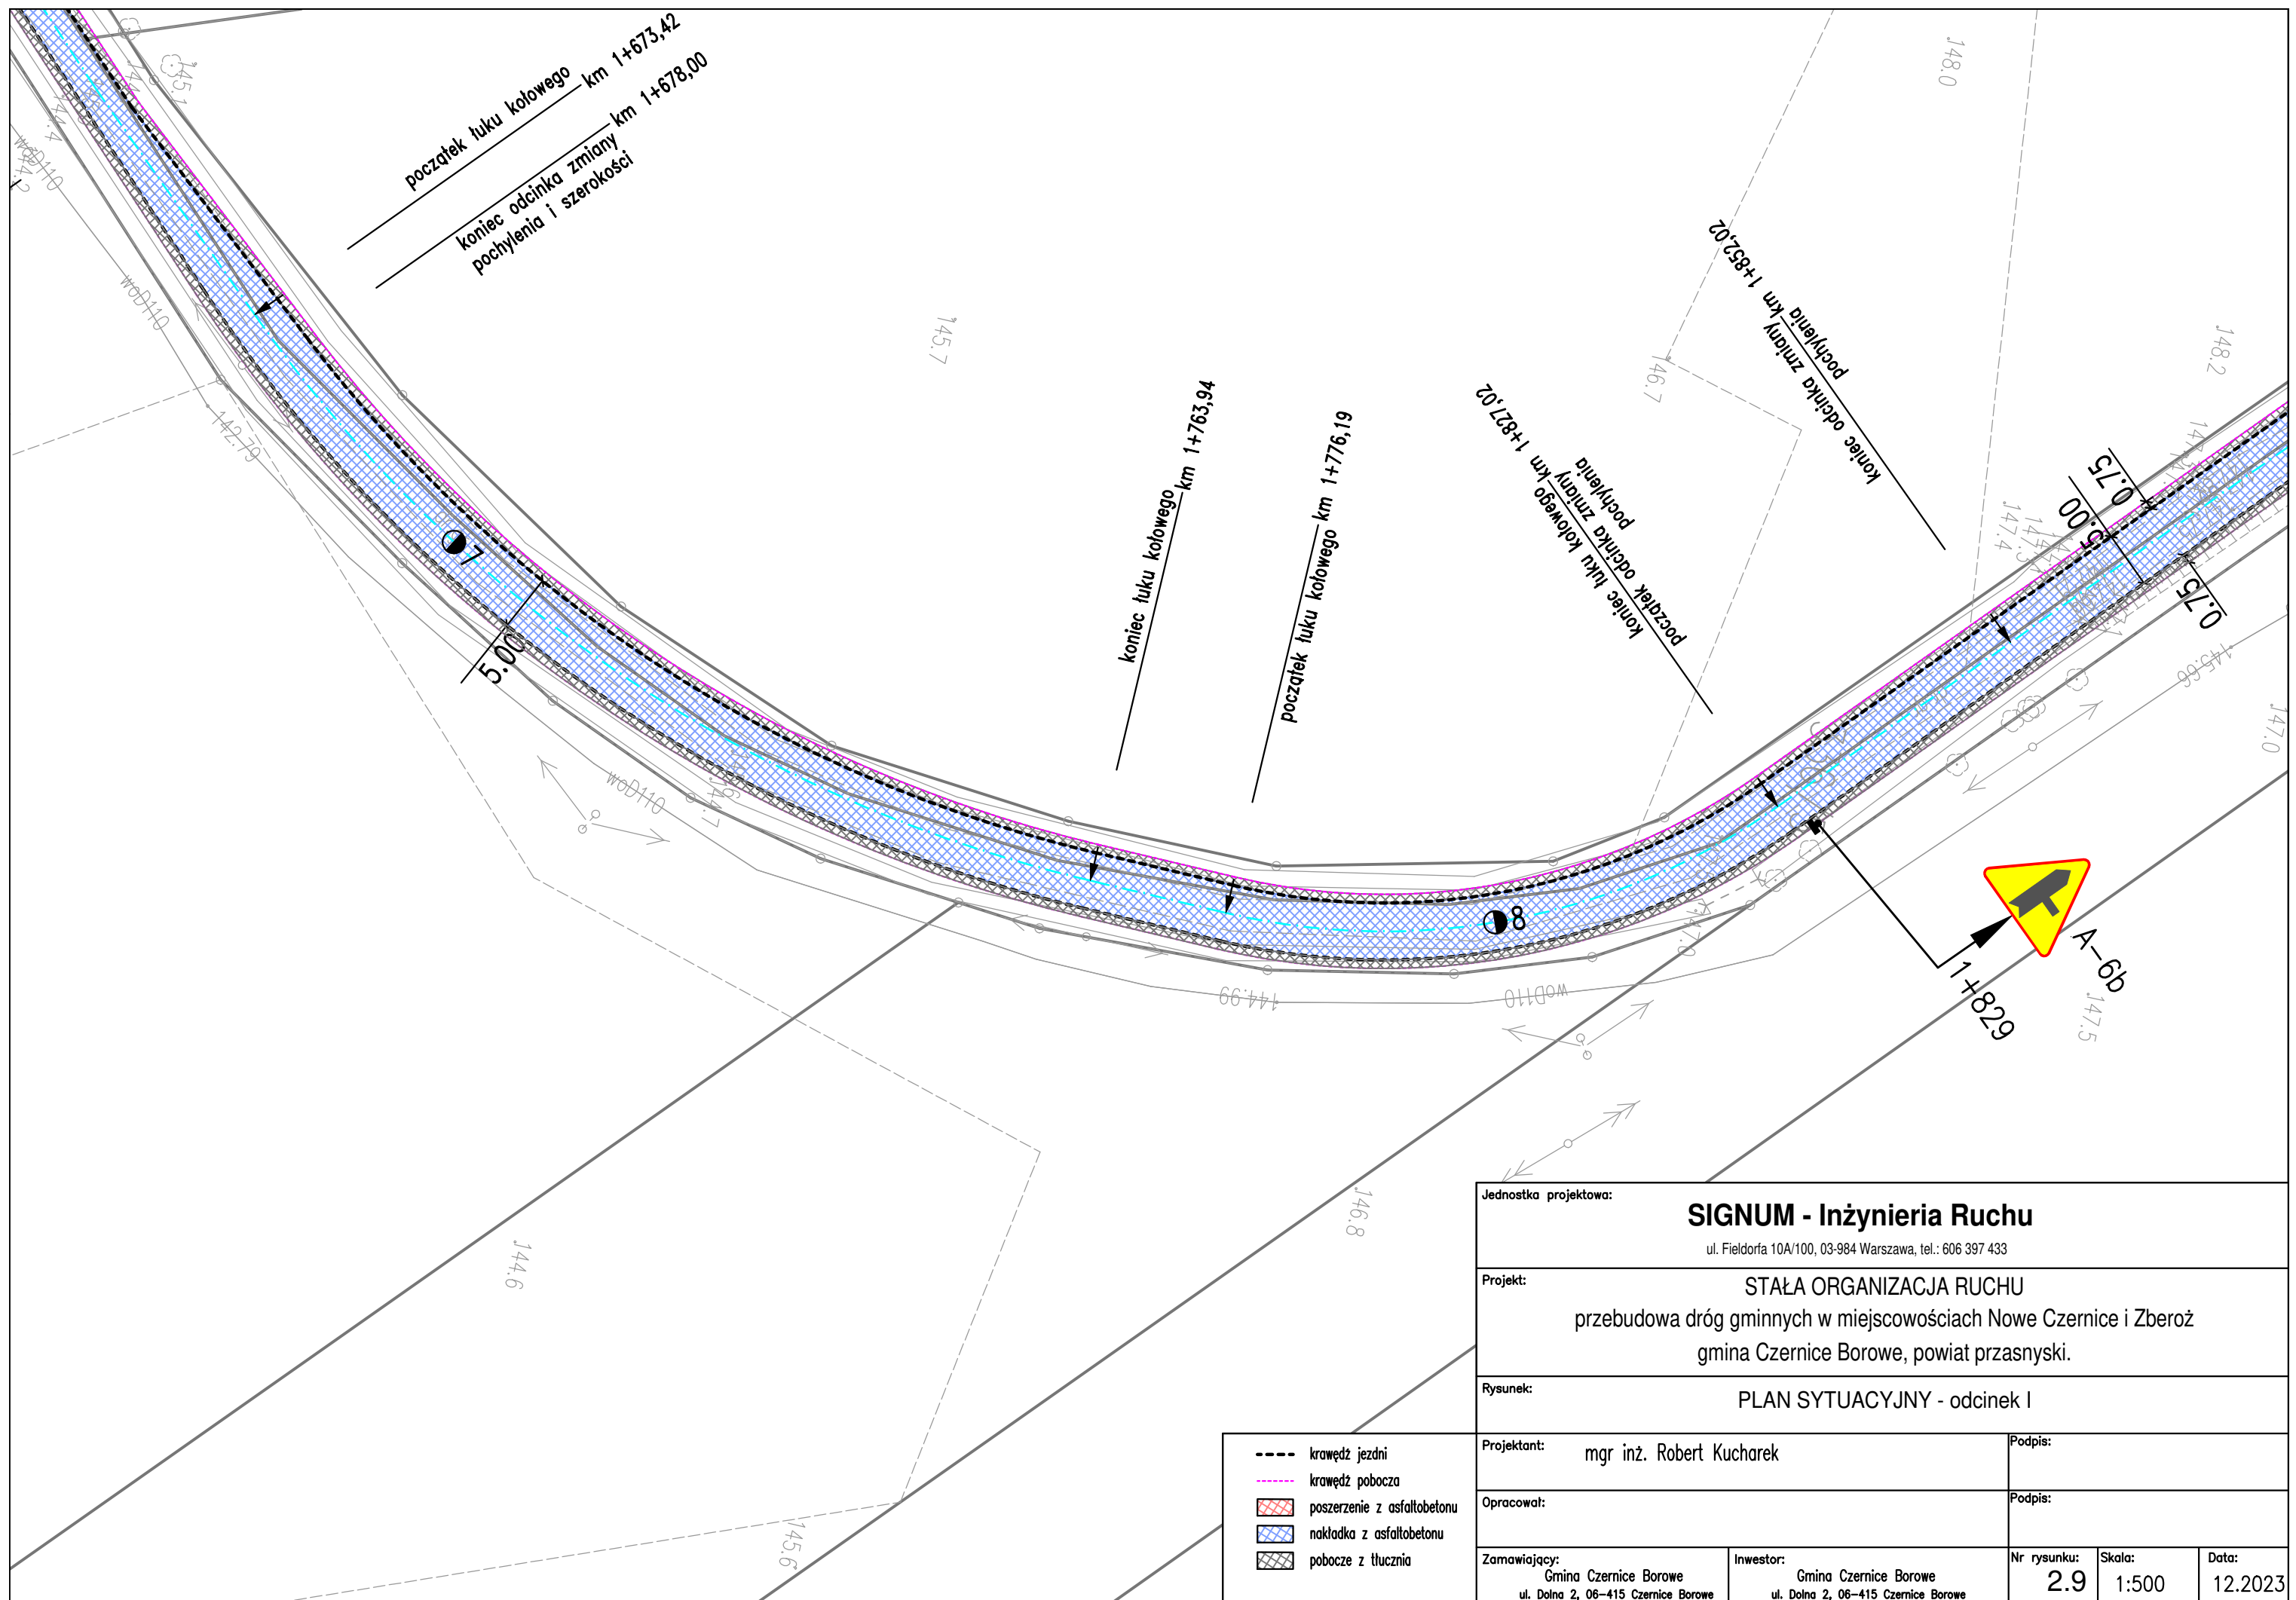 początek łuku kołowego km 1+673,42
koniec odcinka zmiany km 1+678,00
pochylenia i szerokości
koniec łuku kołowego km 1+763,94
początek łuku kołowego km 1+776,19
koniec łuku kołowego km 1+827,02
początek odcinka zmiany
pochylenia
koniec odcinka zmiany km 1+852,02
pochylenia
145.1
woD110
woD110
142.79
7
5.00
woD110
145.7
148.0
146.7
148.2
147.4
0.75
5.00
0.75
145.66
147.0
8
144.99
woD110
1+829
A-6b
147.5
146.8
144.6
145.6
krawędź jezdni
krawędź pobocza
poszerzenie z asfaltobetonu
nakładka z asfaltobetonu
pobocze z tłucznia
Jednostka projektowa:
SIGNUM - Inżynieria Ruchu
ul. Fieldorfa 10A/100, 03-984 Warszawa, tel.: 606 397 433
Projekt:
STAŁA ORGANIZACJA RUCHU
przebudowa dróg gminnych w miejscowościach Nowe Czernice i Zberoż
gmina Czernice Borowe, powiat przasnyski.
Rysunek:
PLAN SYTUACYJNY - odcinek I
Projektant:
mgr inż. Robert Kucharek
Podpis:
Opracował:
Podpis:
Zamawiający:
Gmina Czernice Borowe
ul. Dolna 2, 06-415 Czernice Borowe
Inwestor:
Gmina Czernice Borowe
ul. Dolna 2, 06-415 Czernice Borowe
Nr rysunku:
2.9
Skala:
1:500
Data:
12.2023